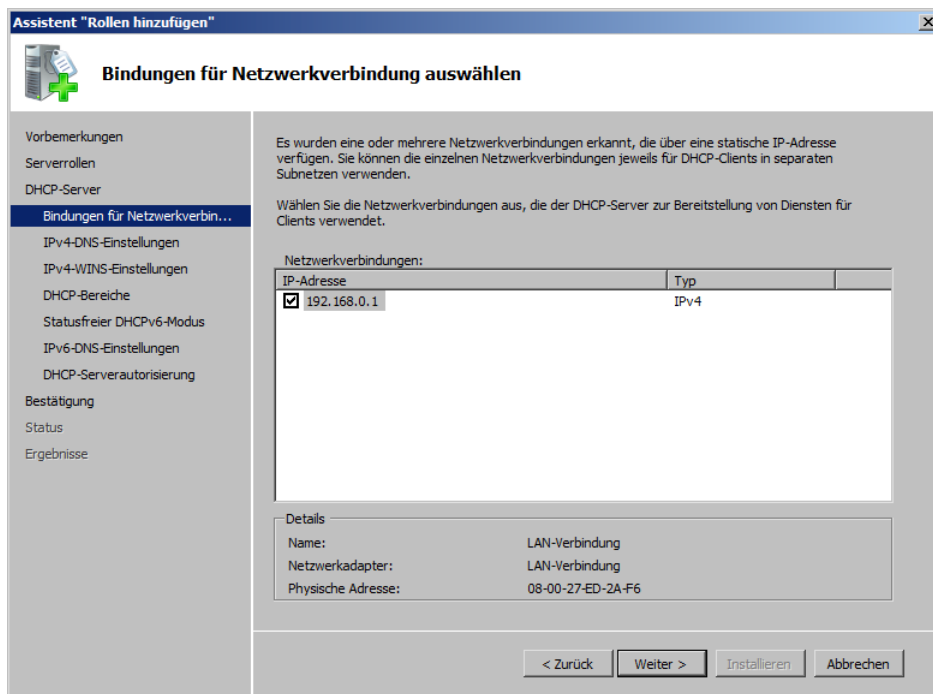 Assistent "Rollen hinzufügen"
Bindungen für Netzwerkverbindung auswählen
Vorbemerkungen
Serverrollen
DHCP-Server
Bindungen für Netzwerkverbin...
IPv4-DNS-Einstellungen
IPv4-WINS-Einstellungen
DHCP-Bereiche
Statusfreier DHCPv6-Modus
IPv6-DNS-Einstellungen
DHCP-Serverautorisierung
Bestätigung
Status
Ergebnisse
Es wurden eine oder mehrere Netzwerkverbindungen erkannt, die über eine statische IP-Adresse
verfügen. Sie können die einzelnen Netzwerkverbindungen jeweils für DHCP-Clients in separaten
Subnetzen verwenden.
Wählen Sie die Netzwerkverbindungen aus, die der DHCP-Server zur Bereitstellung von Diensten für
Clients verwendet.
Netzwerkverbindungen:
IP-Adresse Typ
192.168.0.1 IPv4
Details
Name: LAN-Verbindung
Netzwerkadapter: LAN-Verbindung
Physische Adresse: 08-00-27-ED-2A-F6
< Zurück Weiter > Installieren Abbrechen